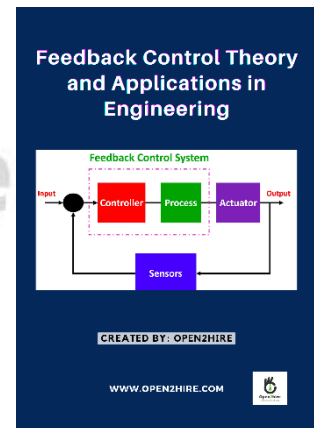 Feedback Control Theory
and Applications in
Engineering
Feedback Control System
Input
Controller
Process
Actuator
Output
Sensors
CREATED BY: OPEN2HIRE
WWW.OPEN2HIRE.COM
Open2Hire